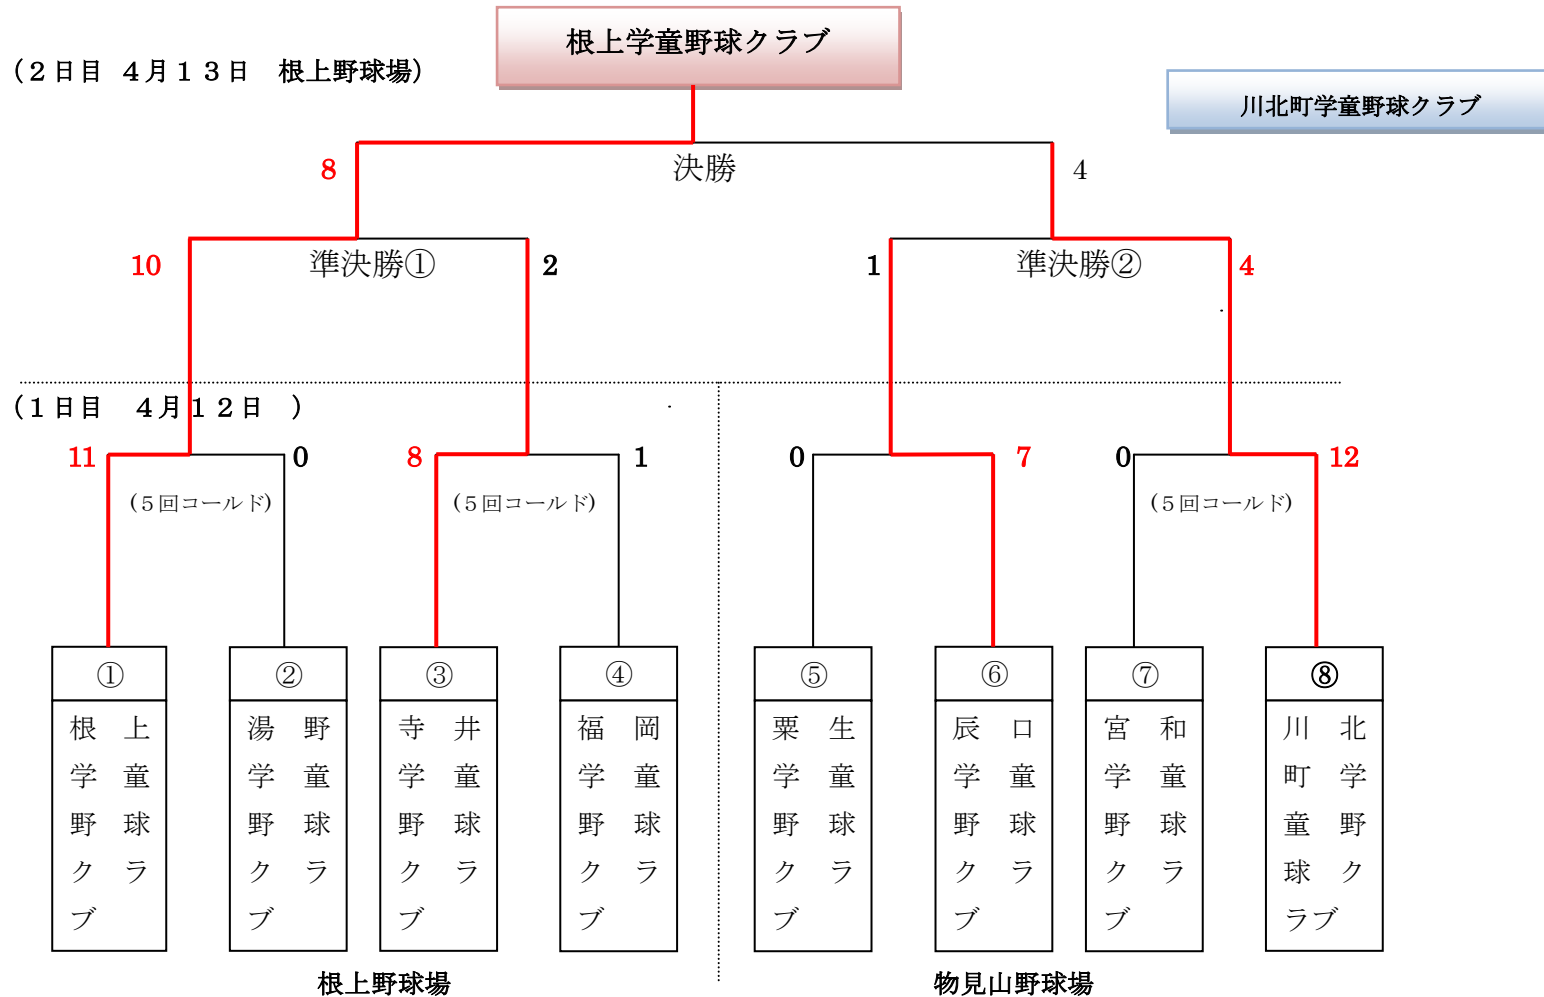 根上学童野球クラブ
(２日目 ４月１３日 根上野球場)
川北町学童野球クラブ
8
決勝
4
10
準決勝①
2
1
準決勝②
4
(１日目 ４月１２日 )
11
0
8
1
0
7
0
12
(５回コールド)
(５回コールド)
(５回コールド)
①
②
③
④
⑤
⑥
⑦
⑧
根上学童野球クラブ
湯野学童野球クラブ
寺井学童野球クラブ
福岡学童野球クラブ
粟生学童野球クラブ
辰口学童野球クラブ
宮和学童野球クラブ
川北町学童野球クラブ
根上野球場
物見山野球場